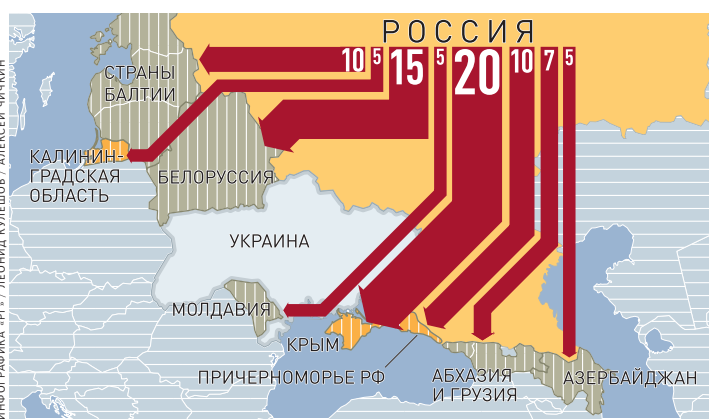 РОССИЯ
10 5 15 5 20 10 7 5
СТРАНЫ
БАЛТИИ
КАЛИНИН-
ГРАДСКАЯ
ОБЛАСТЬ
БЕЛОРУССИЯ
УКРАИНА
МОЛДАВИЯ
КРЫМ
ПРИЧЕРНОМОРЬЕ РФ
АБХАЗИЯ
И ГРУЗИЯ
АЗЕРБАЙДЖАН
ИНФОГРАФИКА «РГ» / ЛЕОНИД КУЛЕШОВ / АЛЕКСЕЙ ЧИЧКИН